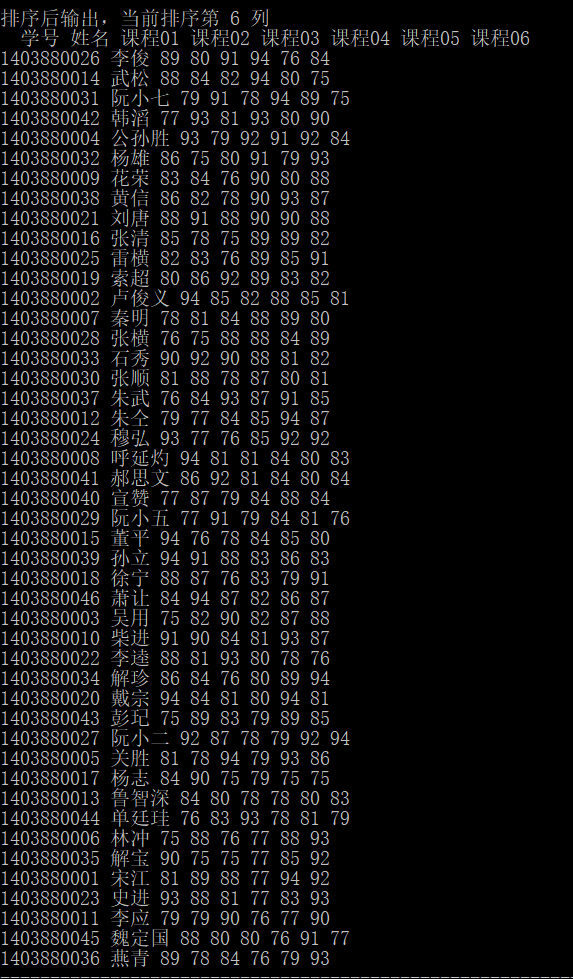 排序后输出，当前排序第 6 列
学号 姓名 课程01 课程02 课程03 课程04 课程05 课程06
1403880026 李俊 89 80 91 94 76 84
1403880014 武松 88 84 82 94 80 75
1403880031 阮小七 79 91 78 94 89 75
1403880042 韩滔 77 93 81 93 80 90
1403880004 公孙胜 93 79 92 91 92 84
1403880032 杨雄 86 75 80 91 79 93
1403880009 花荣 83 84 76 90 80 88
1403880038 黄信 86 82 78 90 93 87
1403880021 刘唐 88 91 88 90 90 88
1403880016 张清 85 78 75 89 89 82
1403880025 雷横 82 83 76 89 85 91
1403880019 索超 80 86 92 89 83 82
1403880002 卢俊义 94 85 82 88 85 81
1403880007 秦明 78 81 84 88 89 80
1403880028 张横 76 75 88 88 84 89
1403880033 石秀 90 92 90 88 81 82
1403880030 张顺 81 88 78 87 80 81
1403880037 朱武 76 84 93 87 91 85
1403880012 朱仝 79 77 84 85 94 87
1403880024 穆弘 93 77 76 85 92 92
1403880008 呼延灼 94 81 81 84 80 83
1403880041 郝思文 86 92 81 84 80 84
1403880040 宣赞 77 87 79 84 88 84
1403880029 阮小五 77 91 79 84 81 76
1403880015 董平 94 76 78 84 85 80
1403880039 孙立 94 91 88 83 86 83
1403880018 徐宁 88 87 76 83 79 91
1403880046 萧让 84 94 87 82 86 87
1403880003 吴用 75 82 90 82 87 88
1403880010 柴进 91 90 84 81 93 87
1403880022 李逵 88 81 93 80 78 76
1403880034 解珍 86 84 76 80 89 94
1403880020 戴宗 94 84 81 80 94 81
1403880043 彭玘 75 89 83 79 89 85
1403880027 阮小二 92 87 78 79 92 94
1403880005 关胜 81 78 94 79 93 86
1403880017 杨志 84 90 75 79 75 75
1403880013 鲁智深 84 80 78 78 80 83
1403880044 单廷珪 76 83 93 78 81 79
1403880006 林冲 75 88 76 77 88 93
1403880035 解宝 90 75 75 77 85 92
1403880001 宋江 81 89 88 77 94 92
1403880023 史进 93 88 81 77 83 93
1403880011 李应 79 79 90 76 77 90
1403880045 魏定国 88 80 80 76 91 77
1403880036 燕青 89 78 84 76 79 93